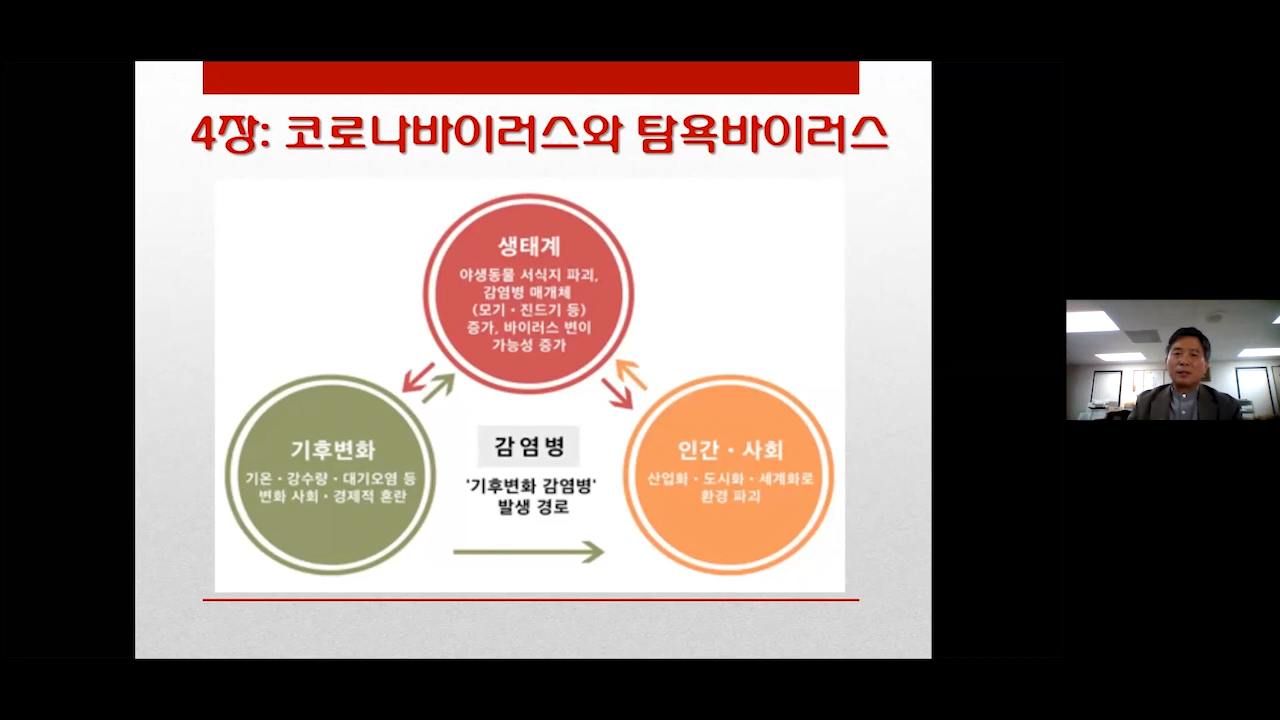 4장: 코로나바이러스와 탐욕바이러스
생태계
야생동물 서식지 파괴,
감염병 매개체
(모기・진드기 등)
증가, 바이러스 변이
가능성 증가
기후변화
기온・강수량・대기오염 등
변화 사회・경제적 혼란
감염병
'기후변화 감염병'
발생 경로
인간・사회
산업화・도시화・세계화로
환경 파괴